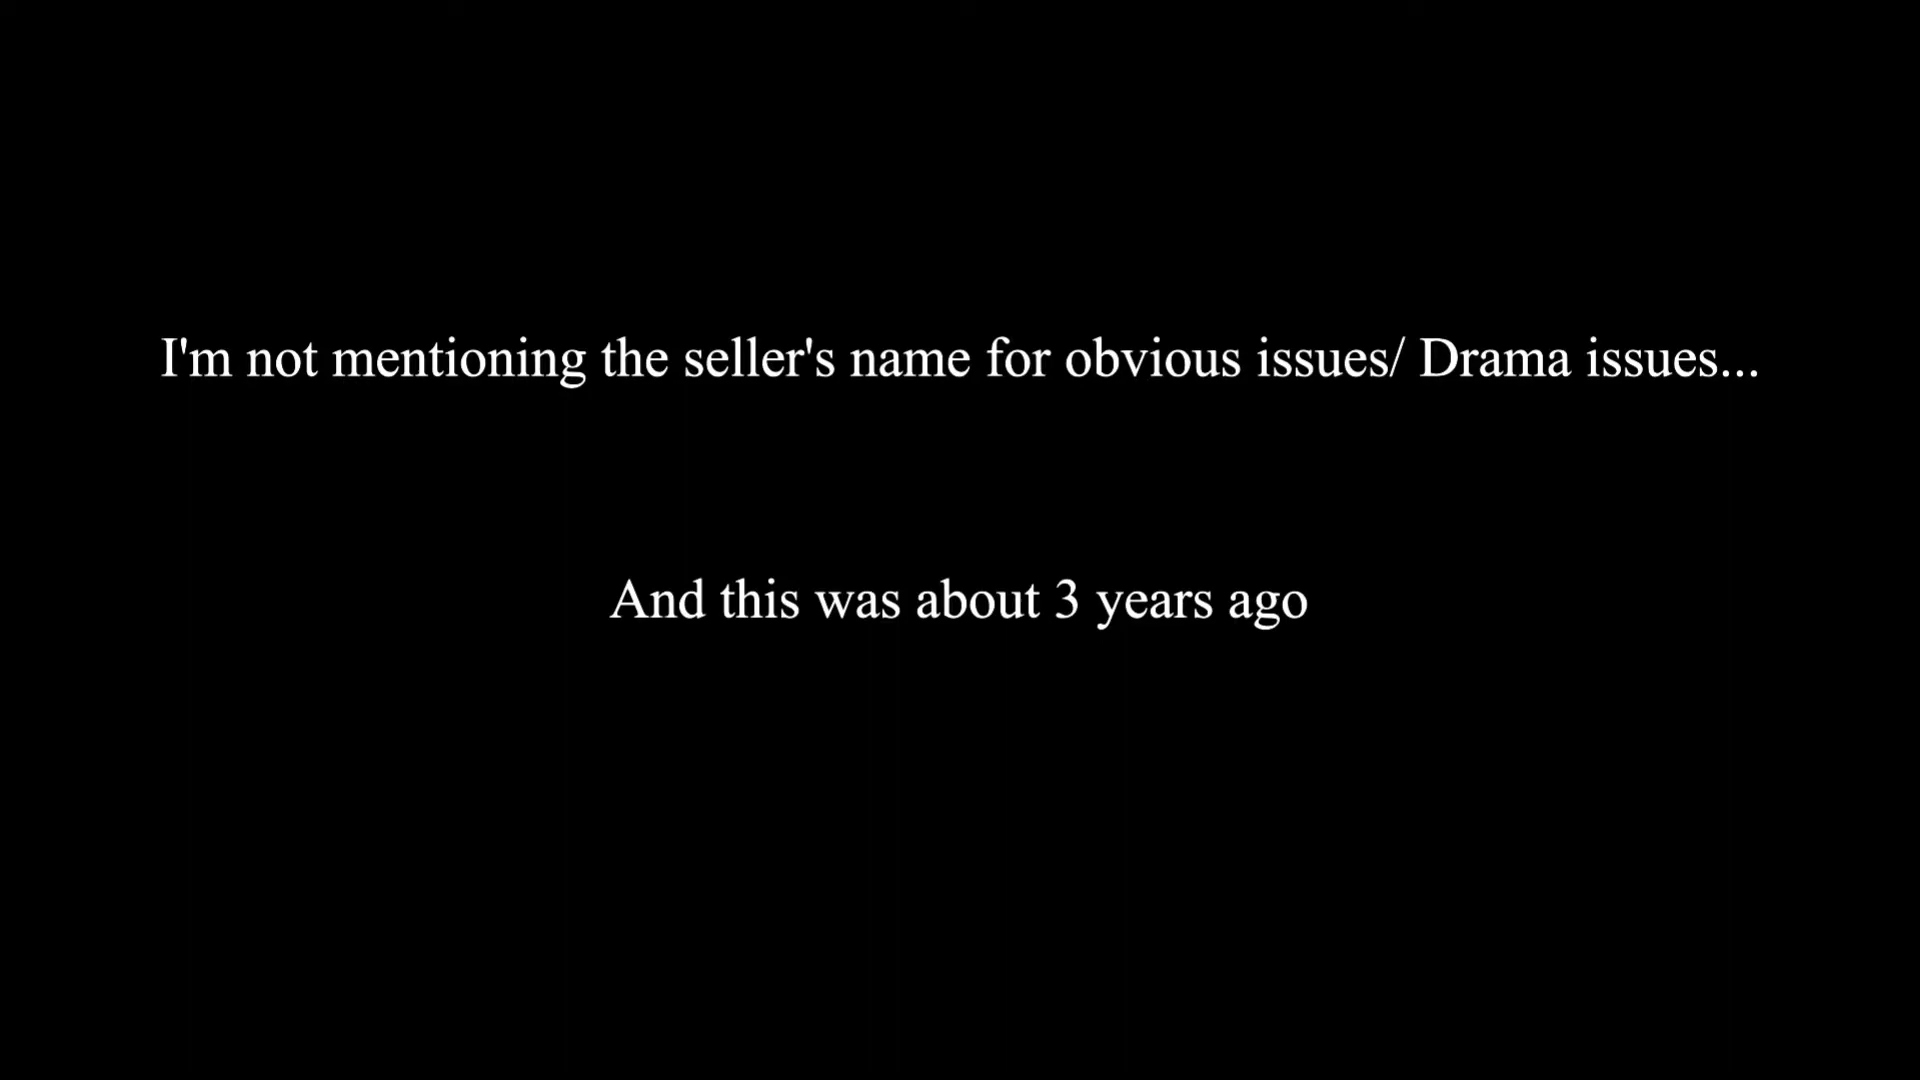 I'm not mentioning the seller's name for obvious issues/ Drama issues...
And this was about 3 years ago